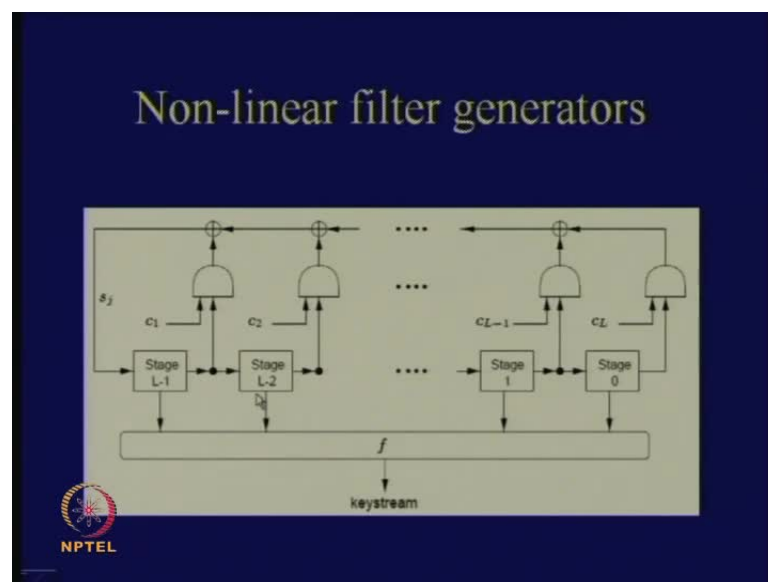 Non-linear filter generators
s_j
c_1
c_2
c_{L-1}
c_L
Stage L-1
Stage L-2
Stage 1
Stage 0
f
keystream
NPTEL